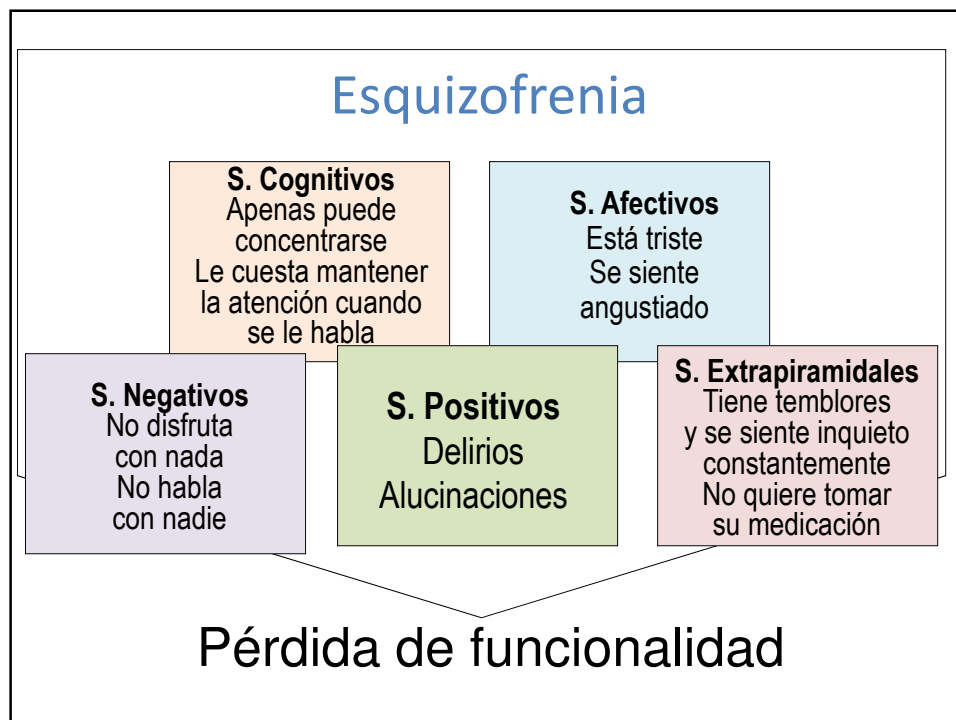 Esquizofrenia
S. Cognitivos
Apenas puede
concentrarse
Le cuesta mantener
la atención cuando
se le habla
S. Afectivos
Está triste
Se siente
angustiado
S. Negativos
No disfruta
con nada
No habla
con nadie
S. Positivos
Delirios
Alucinaciones
S. Extrapiramidales
Tiene temblores
y se siente inquieto
constantemente
No quiere tomar
su medicación
Pérdida de funcionalidad